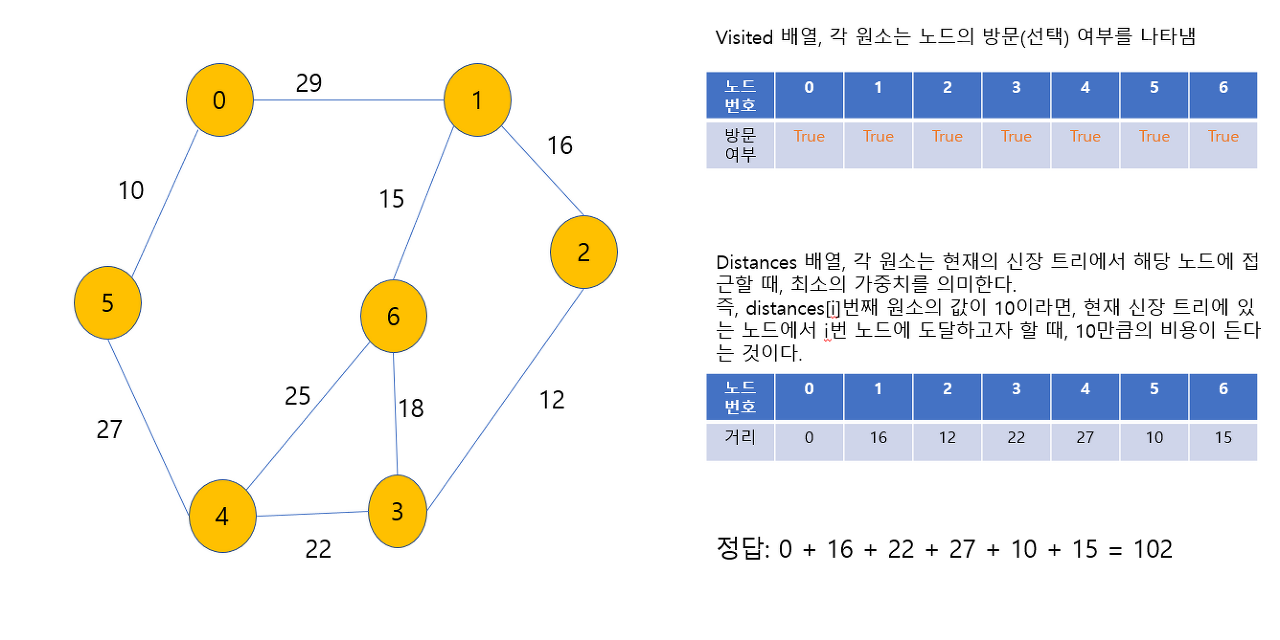 29
0
1
16
10
15
2
5
6
25
18
12
27
4
3
22
Visited 배열, 각 원소는 노드의 방문(선택) 여부를 나타냄
노드 번호 0 1 2 3 4 5 6
방문 여부 True True True True True True True
Distances 배열, 각 원소는 현재의 신장 트리에서 해당 노드에 접
근할 때, 최소의 가중치를 의미한다.
즉, distances[i]번째 원소의 값이 10이라면, 현재 신장 트리에 있
는 노드에서 i번 노드에 도달하고자 할 때, 10만큼의 비용이 든다
는 것이다.
노드 번호 0 1 2 3 4 5 6
거리 0 16 12 22 27 10 15
정답: 0 + 16 + 22 + 27 + 10 + 15 = 102